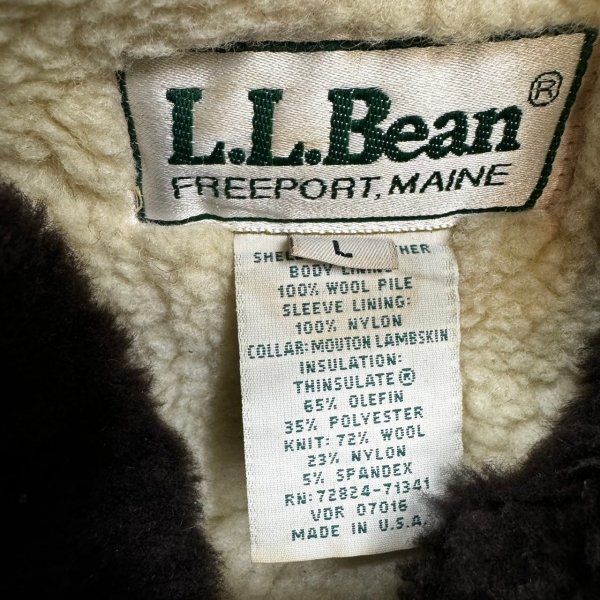 L.L.Bean®
FREEPORT, MAINE
L
BODY LINING
100% WOOL PILE
SLEEVE LINING:
100% NYLON
COLLAR: MOUTON LAMBSKIN
INSULATION:
THINSULATE®
65% OLEFIN
35% POLYESTER
KNIT: 72% WOOL
23% NYLON
5% SPANDEX
RN: 72824-71341
VDR 07016
MADE IN U.S.A.